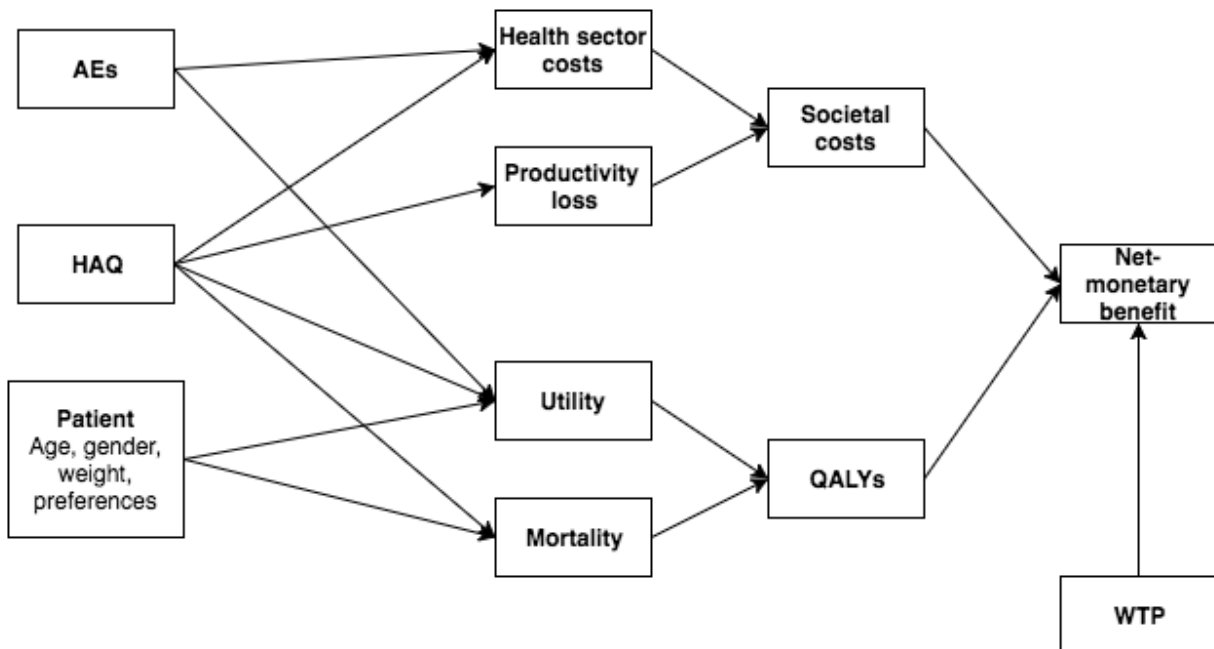 AEs
HAQ
Patient
Age, gender,
weight,
preferences
Health sector
costs
Productivity
loss
Utility
Mortality
Societal
costs
QALYs
Net-
monetary
benefit
WTP